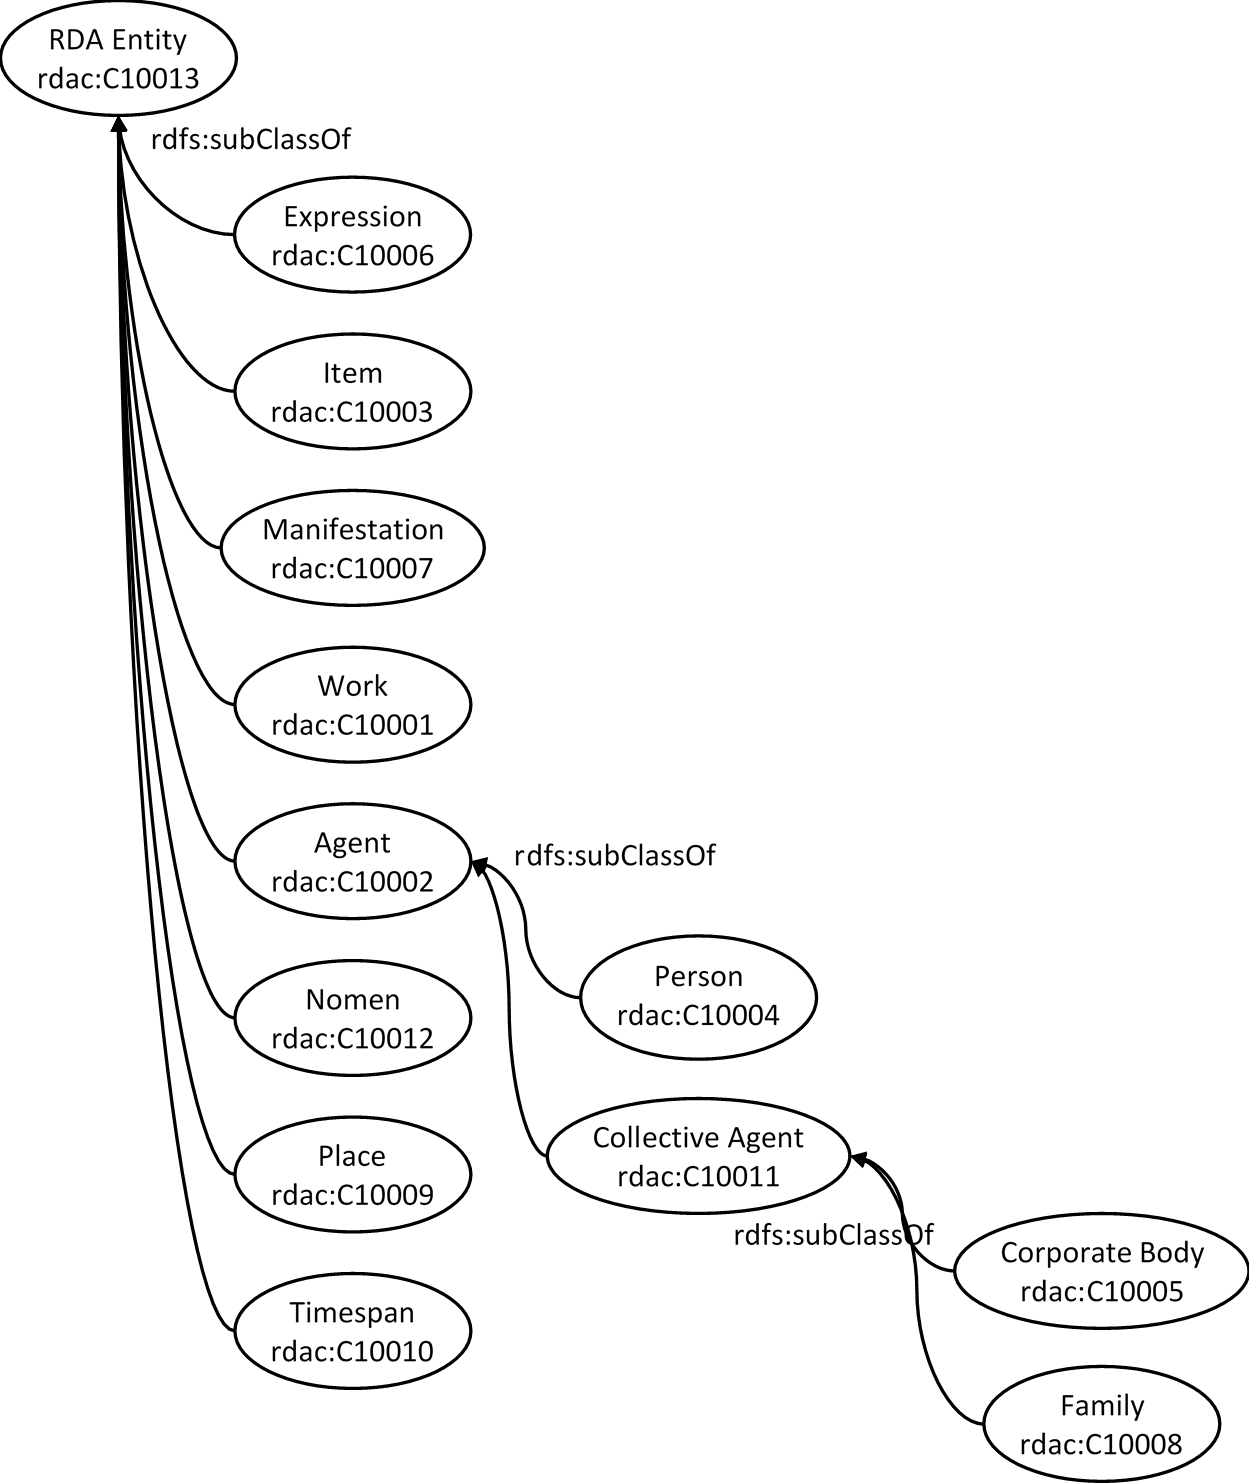 RDA Entity
rdac:C10013
rdfs:subClassOf
Expression
rdac:C10006
Item
rdac:C10003
Manifestation
rdac:C10007
Work
rdac:C10001
Agent
rdac:C10002
rdfs:subClassOf
Person
rdac:C10004
Nomen
rdac:C10012
Collective Agent
rdac:C10011
Place
rdac:C10009
rdfs:subClassOf
Corporate Body
rdac:C10005
Timespan
rdac:C10010
Family
rdac:C10008